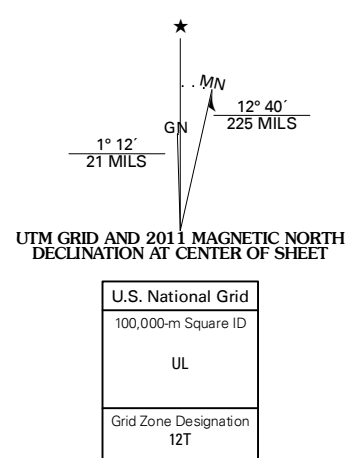 ★
MN
GN
12° 40´
225 MILS
1° 12´
21 MILS
UTM GRID AND 2011 MAGNETIC NORTH
DECLINATION AT CENTER OF SHEET
U.S. National Grid
100,000-m Square ID
UL
Grid Zone Designation
12T